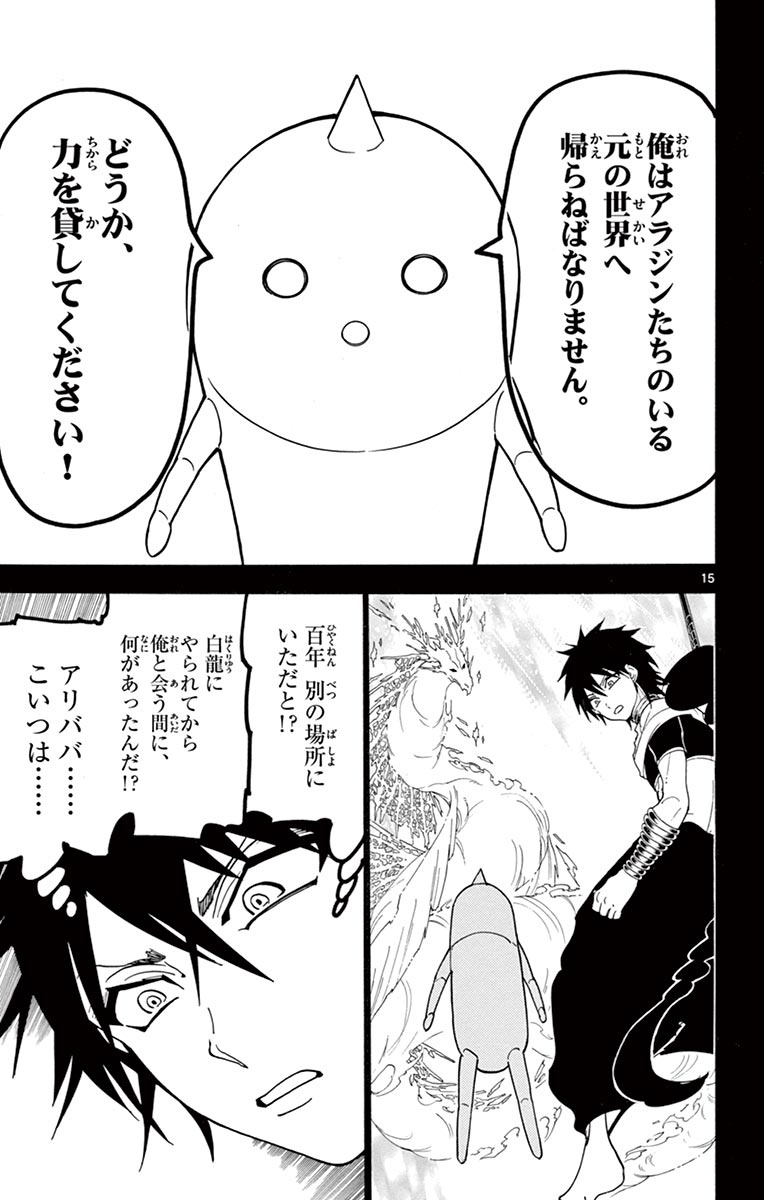 俺はアラジンたちのいる
元の世界へ
帰らねばなりません。
どうか、
力を貸してください！
15
百年 別の場所に
いただと!?
白龍に
やられてから
俺と会う間に、
何があったんだ!?
アリババ……
こいつは……